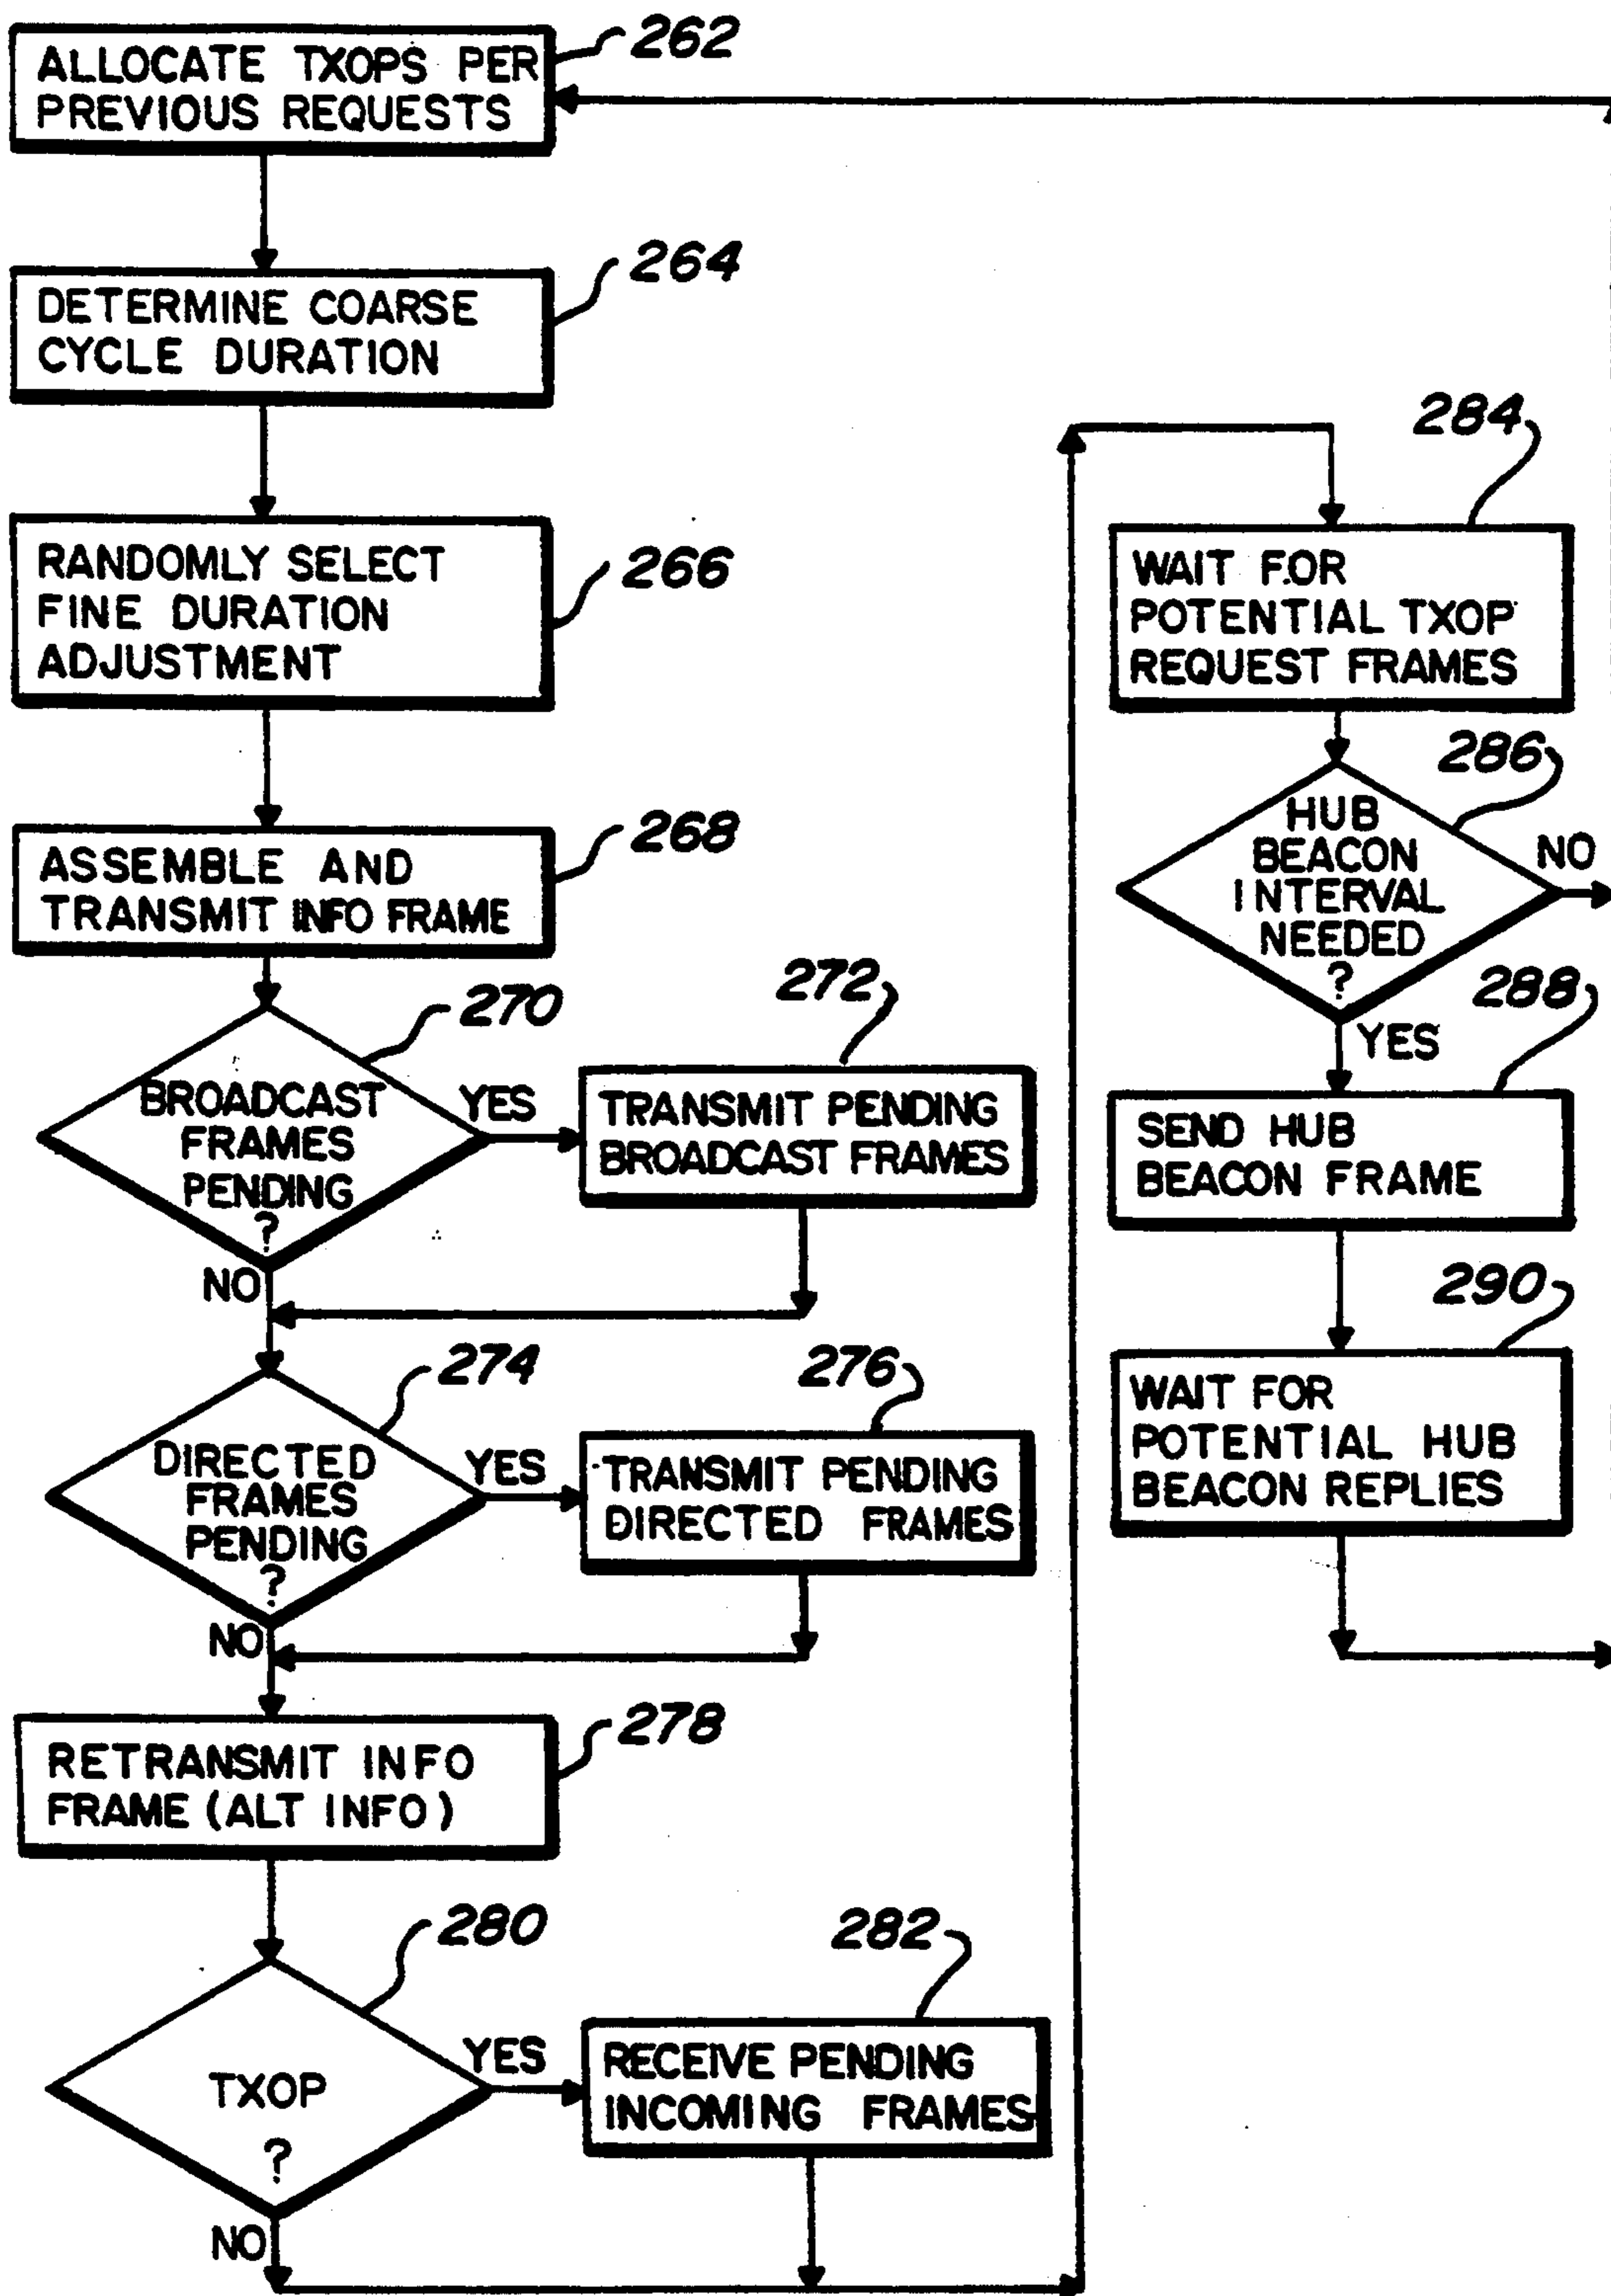 262
ALLOCATE TXOPS PER
PREVIOUS REQUESTS
264
DETERMINE COARSE
CYCLE DURATION
266
RANDOMLY SELECT
FINE DURATION
ADJUSTMENT
268
ASSEMBLE AND
TRANSMIT INFO FRAME
270
BROADCAST
FRAMES
PENDING
?
YES
NO
272
TRANSMIT PENDING
BROADCAST FRAMES
274
DIRECTED
FRAMES
PENDING
?
YES
NO
276
TRANSMIT PENDING
DIRECTED FRAMES
278
RETRANSMIT INFO
FRAME (ALT INFO)
280
TXOP
?
YES
NO
282
RECEIVE PENDING
INCOMING FRAMES
284
WAIT FOR
POTENTIAL TXOP
REQUEST FRAMES
286
HUB
BEACON
INTERVAL
NEEDED
?
NO
YES
288
SEND HUB
BEACON FRAME
290
WAIT FOR
POTENTIAL HUB
BEACON REPLIES